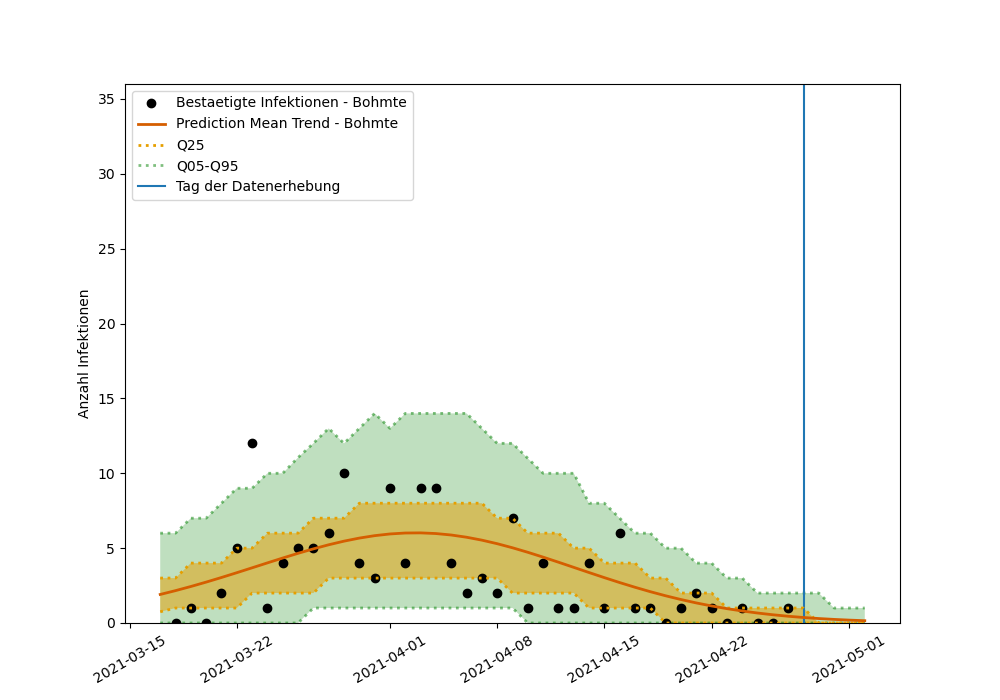 Bestaetigte Infektionen - Bohmte
Prediction Mean Trend - Bohmte
Q25
Q05-Q95
Tag der Datenerhebung
Anzahl Infektionen
35
30
25
20
15
10
5
0
2021-03-15
2021-03-22
2021-04-01
2021-04-08
2021-04-15
2021-04-22
2021-05-01